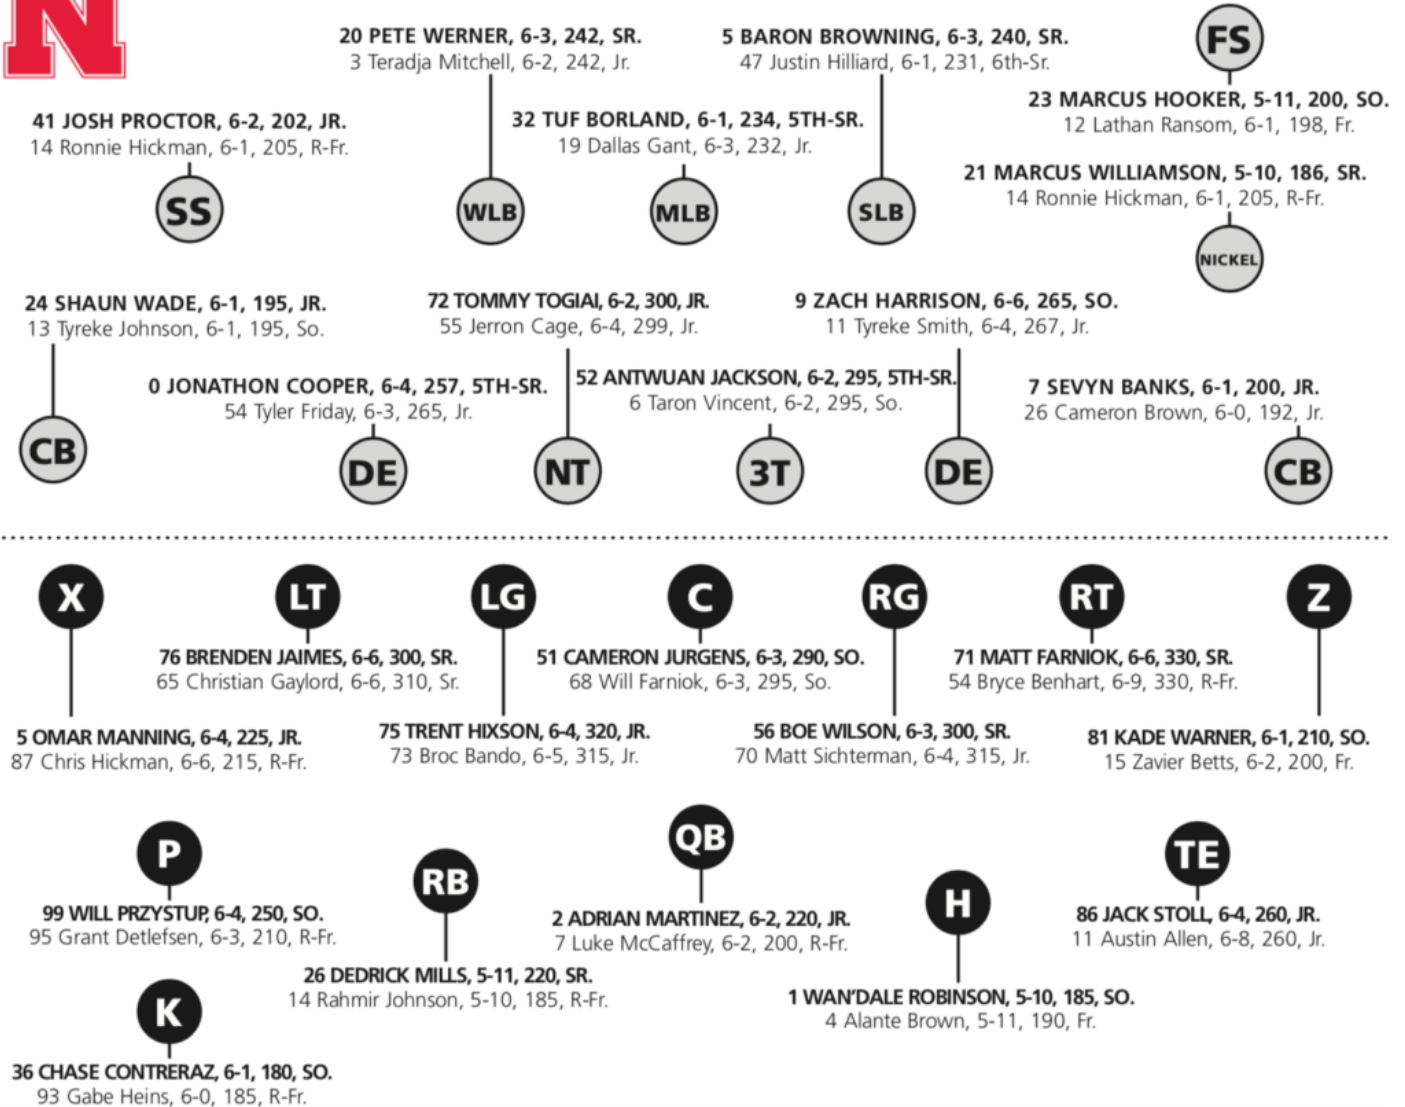 N
20 PETE WERNER, 6-3, 242, SR.
3 Teradja Mitchell, 6-2, 242, Jr.
5 BARON BROWNING, 6-3, 240, SR.
47 Justin Hilliard, 6-1, 231, 6th-Sr.
FS
23 MARCUS HOOKER, 5-11, 200, SO.
12 Lathan Ransom, 6-1, 198, Fr.
41 JOSH PROCTOR, 6-2, 202, JR.
14 Ronnie Hickman, 6-1, 205, R-Fr.
32 TUF BORLAND, 6-1, 234, 5TH-SR.
19 Dallas Gant, 6-3, 232, Jr.
21 MARCUS WILLIAMSON, 5-10, 186, SR.
14 Ronnie Hickman, 6-1, 205, R-Fr.
SS
WLB
MLB
SLB
NICKEL
24 SHAUN WADE, 6-1, 195, JR.
13 Tyreke Johnson, 6-1, 195, So.
72 TOMMY TOGIAI, 6-2, 300, JR.
55 Jerron Cage, 6-4, 299, Jr.
9 ZACH HARRISON, 6-6, 265, SO.
11 Tyreke Smith, 6-4, 267, Jr.
0 JONATHON COOPER, 6-4, 257, 5TH-SR.
54 Tyler Friday, 6-3, 265, Jr.
52 ANTWUAN JACKSON, 6-2, 295, 5TH-SR.
6 Taron Vincent, 6-2, 295, So.
7 SEVYN BANKS, 6-1, 200, JR.
26 Cameron Brown, 6-0, 192, Jr.
CB
DE
NT
3T
DE
CB
X
LT
LG
C
RG
RT
Z
76 BRENDEN JAIMES, 6-6, 300, SR.
65 Christian Gaylord, 6-6, 310, Sr.
51 CAMERON JURGENS, 6-3, 290, SO.
68 Will Farniok, 6-3, 295, So.
71 MATT FARNIOK, 6-6, 330, SR.
54 Bryce Benhart, 6-9, 330, R-Fr.
5 OMAR MANNING, 6-4, 225, JR.
87 Chris Hickman, 6-6, 215, R-Fr.
75 TRENT HIXSON, 6-4, 320, JR.
73 Broc Bando, 6-5, 315, Jr.
56 BOE WILSON, 6-3, 300, SR.
70 Matt Sichterman, 6-4, 315, Jr.
81 KADE WARNER, 6-1, 210, SO.
15 Zavier Betts, 6-2, 200, Fr.
P
RB
QB
H
TE
99 WILL PRZYSTUP, 6-4, 250, SO.
95 Grant Detlefsen, 6-3, 210, R-Fr.
2 ADRIAN MARTINEZ, 6-2, 220, JR.
7 Luke McCaffrey, 6-2, 200, R-Fr.
86 JACK STOLL, 6-4, 260, JR.
11 Austin Allen, 6-8, 260, Jr.
26 DEDRICK MILLS, 5-11, 220, SR.
14 Rahmir Johnson, 5-10, 185, R-Fr.
1 WAN'DALE ROBINSON, 5-10, 185, SO.
4 Alante Brown, 5-11, 190, Fr.
K
36 CHASE CONTRERAZ, 6-1, 180, SO.
93 Gabe Heins, 6-0, 185, R-Fr.